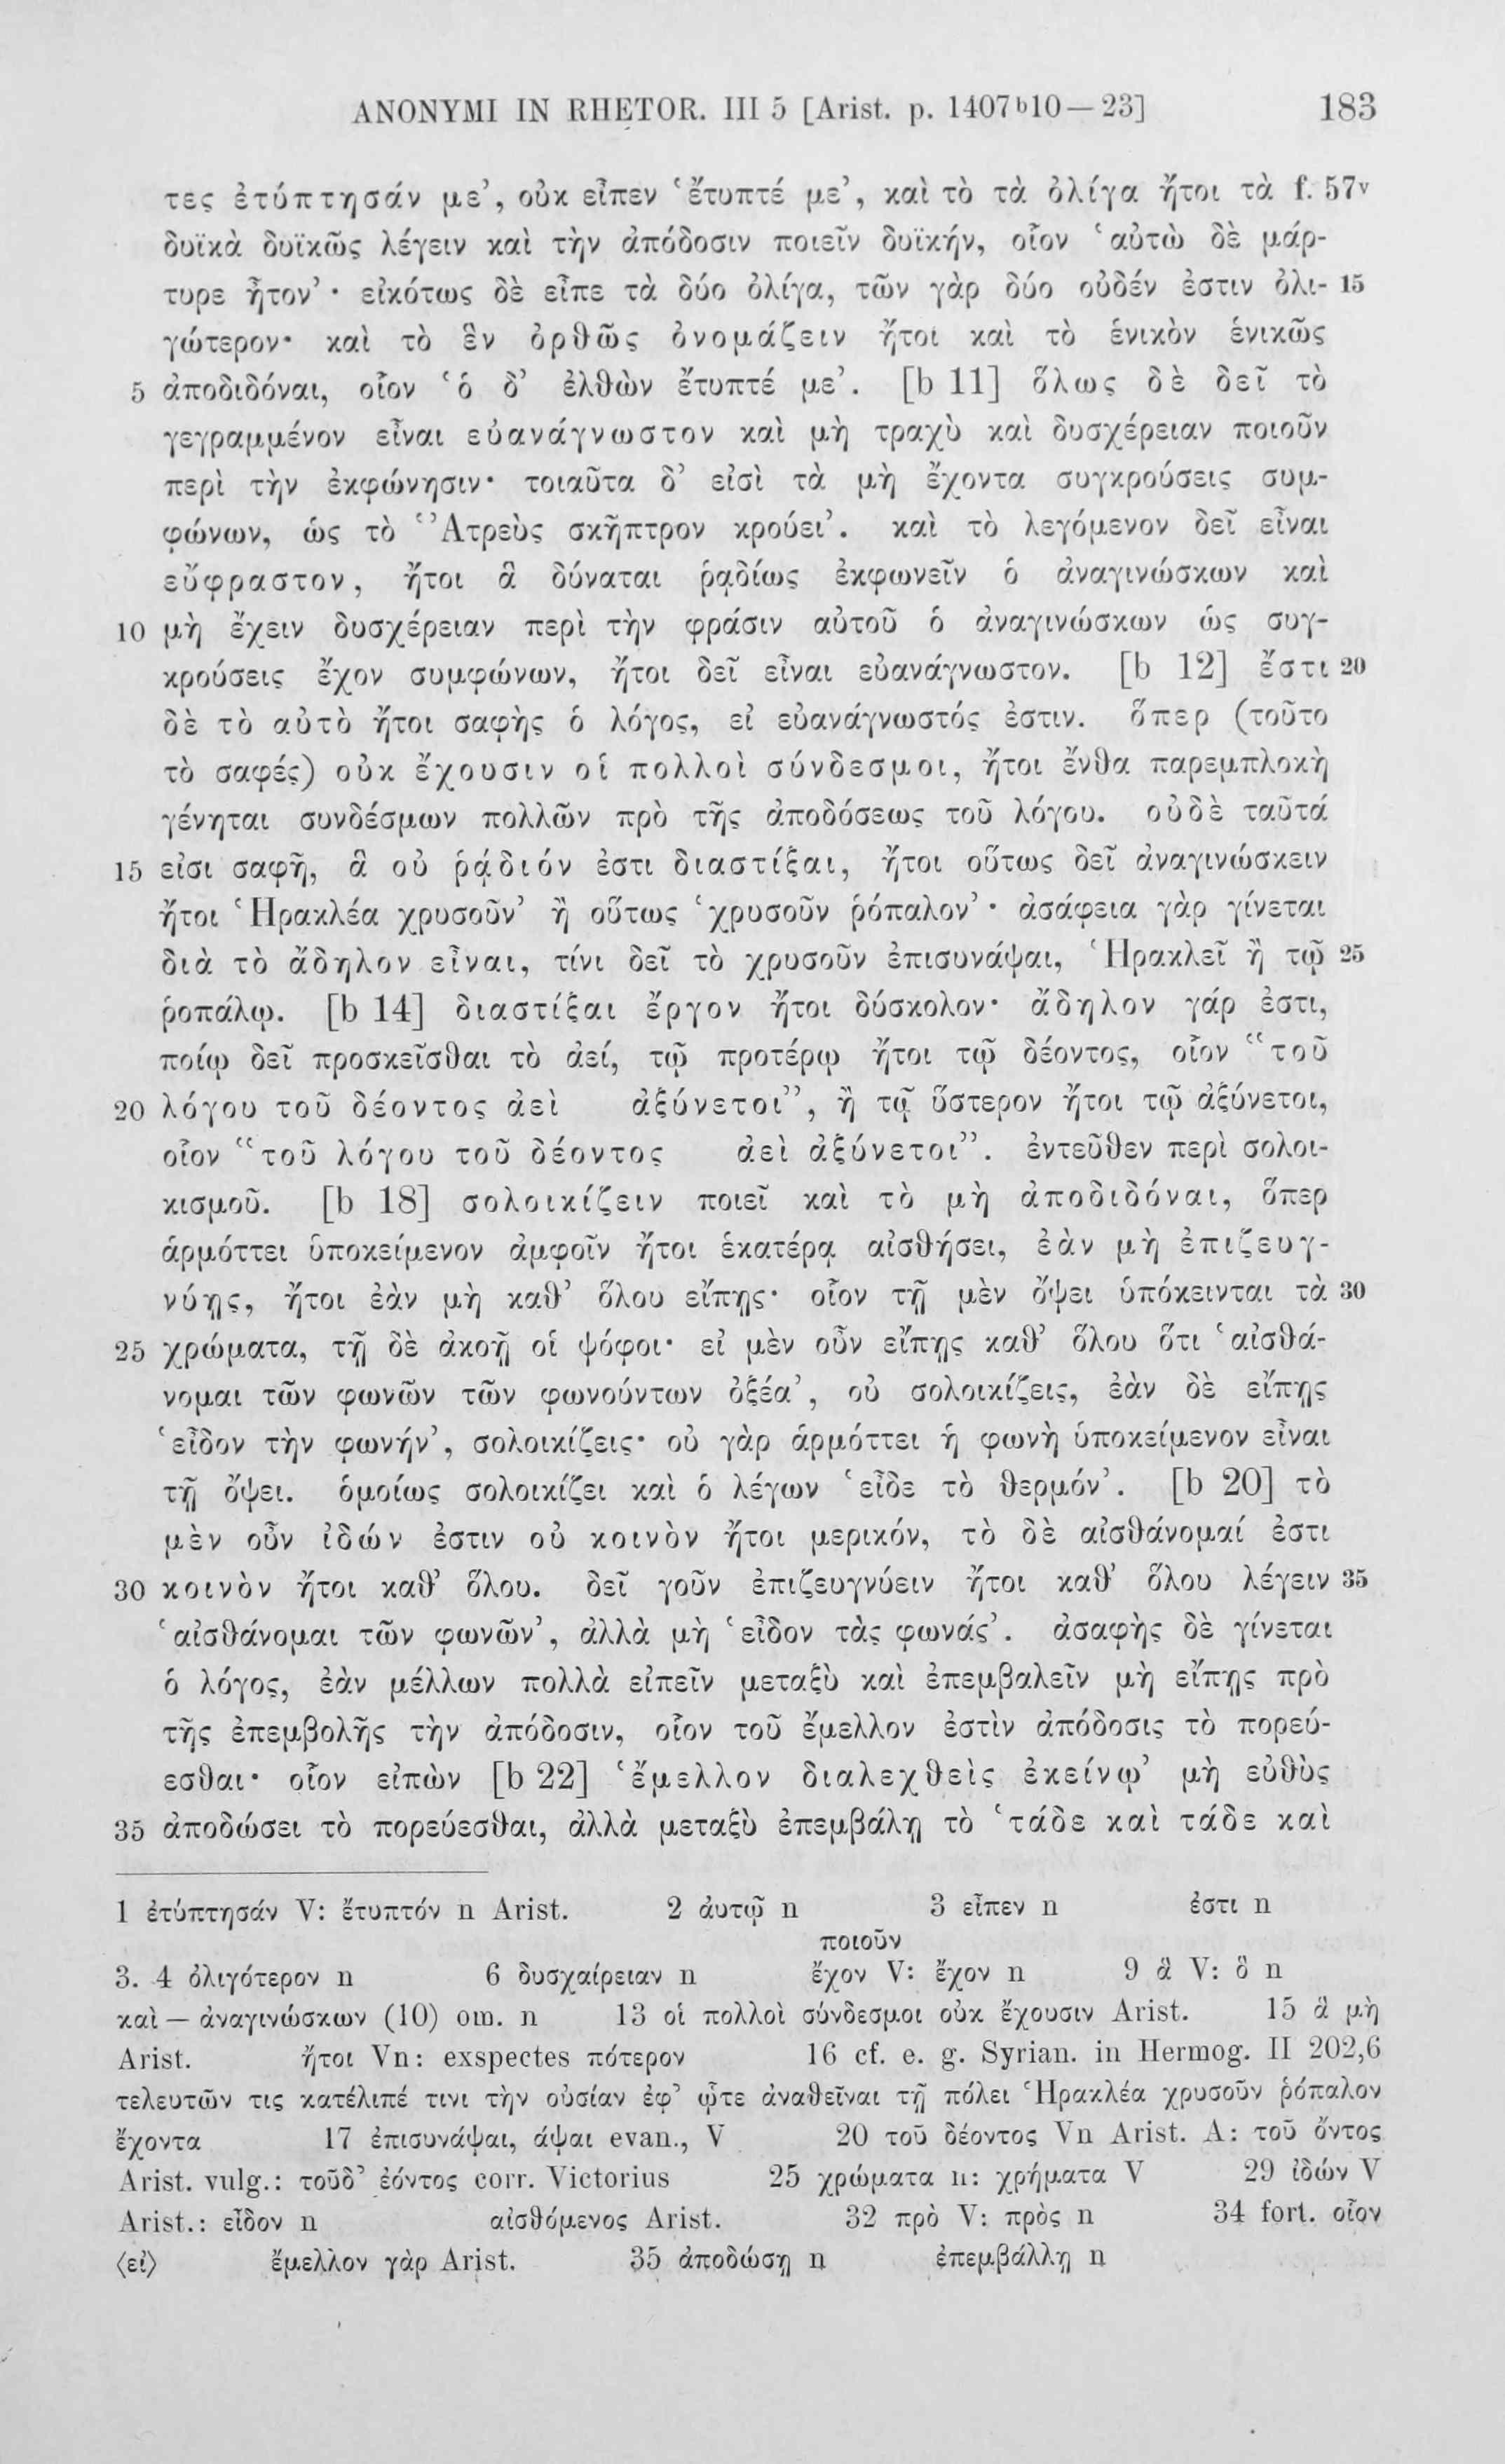 ANONYMI IN RHETOR. III 5 [Arist. p. 1407b10—23] 183
τες ἐτύπτησάν με’, οὐκ εἶπεν ‘ἔτυπτέ με’, καὶ τὸ τὰ ὀλίγα ἤτοι τὰ f. 57v
δυϊκὰ δυϊκῶς λέγειν καὶ τὴν ἀπόδοσιν ποιεῖν δυϊκήν, οἷον ‘αὐτὼ δὲ μάρ-
τυρε ἦτον’· εἰκότως δὲ εἶπε τὰ δύο ὀλίγα, τῶν γὰρ δύο οὐδέν ἐστιν ὀλι- 15
γώτερον· καὶ τὸ ἓν ὀρθῶς ὀνομάζειν ἤτοι καὶ τὸ ἑνικὸν ἑνικῶς
5 ἀποδιδόναι, οἷον ‘ὁ δ’ ἐλθὼν ἔτυπτέ με’. [b 11] ὅλως δὲ δεῖ τὸ
γεγραμμένον εἶναι εὐανάγνωστον καὶ μὴ τραχὺ καὶ δυσχέρειαν ποιοῦν
περὶ τὴν ἐκφώνησιν· τοιαῦτα δ’ εἰσὶ τὰ μὴ ἔχοντα συγκρούσεις συμ-
φώνων, ὡς τὸ ‘Ἀτρεὺς σκῆπτρον κρούει’. καὶ τὸ λεγόμενον δεῖ εἶναι
εὔφραστον, ἤτοι ἃ δύναται ῥᾳδίως ἐκφωνεῖν ὁ ἀναγινώσκων καὶ
10 μὴ ἔχειν δυσχέρειαν περὶ τὴν φράσιν αὐτοῦ ὁ ἀναγινώσκων ὡς συγ-
κρούσεις ἔχον συμφώνων, ἤτοι δεῖ εἶναι εὐανάγνωστον. [b 12] ἔστι 20
δὲ τὸ αὐτὸ ἤτοι σαφὴς ὁ λόγος, εἰ εὐανάγνωστός ἐστιν. ὅπερ (τοῦτο
τὸ σαφές) οὐκ ἔχουσιν οἱ πολλοὶ σύνδεσμοι, ἤτοι ἔνθα παρεμπλοκὴ
γένηται συνδέσμων πολλῶν πρὸ τῆς ἀποδόσεως τοῦ λόγου. οὐδὲ ταῦτά
15 εἰσι σαφῆ, ἃ οὐ ῥᾴδιόν ἐστι διαστίξαι, ἤτοι οὕτως δεῖ ἀναγινώσκειν
ἤτοι ‘Ηρακλέα χρυσοῦν’ ἢ οὕτως ‘χρυσοῦν ῥόπαλον’· ἀσάφεια γὰρ γίνεται
διὰ τὸ ἄδηλον εἶναι, τίνι δεῖ τὸ χρυσοῦν ἐπισυνάψαι, Ἡρακλεῖ ἢ τῷ 25
ῥοπάλῳ. [b 14] διαστίξαι ἔργον ἤτοι δύσκολον· ἄδηλον γάρ ἐστι,
ποίῳ δεῖ προσκεῖσθαι τὸ ἀεί, τῷ προτέρῳ ἤτοι τῷ δέοντος, οἷον “τοῦ
20 λόγου τοῦ δέοντος ἀεὶ ἀξύνετοι”, ἢ τῷ ὕστερον ἤτοι τῷ ἀξύνετοι,
οἷον “τοῦ λόγου τοῦ δέοντος ἀεὶ ἀξύνετοι”. ἐντεῦθεν περὶ σολοι-
κισμοῦ. [b 18] σολοικίζειν ποιεῖ καὶ τὸ μὴ ἀποδιδόναι, ὅπερ
ἁρμόττει ὑποκείμενον ἀμφοῖν ἤτοι ἑκατέρᾳ αἰσθήσει, ἐὰν μὴ ἐπιζευγ-
νύῃς, ἤτοι ἐὰν μὴ καθ’ ὅλου εἴπῃς· οἷον τῇ μὲν ὄψει ὑπόκεινται τὰ 30
25 χρώματα, τῇ δὲ ἀκοῇ οἱ ψόφοι· εἰ μὲν οὖν εἴπῃς καθ’ ὅλου ὅτι ‘αἰσθά-
νομαι τῶν φωνῶν τῶν φωνούντων ὀξέα’, οὐ σολοικίζεις, ἐὰν δὲ εἴπῃς
‘εἶδον τὴν φωνήν’, σολοικίζεις· οὐ γὰρ ἁρμόττει ἡ φωνὴ ὑποκείμενον εἶναι
τῇ ὄψει. ὁμοίως σολοικίζει καὶ ὁ λέγων ‘εἶδε τὸ θερμόν’. [b 20] τὸ
μὲν οὖν ἰδών ἐστιν οὐ κοινὸν ἤτοι μερικόν, τὸ δὲ αἰσθάνομαί ἐστι
30 κοινὸν ἤτοι καθ’ ὅλου. δεῖ γοῦν ἐπιζευγνύειν ἤτοι καθ’ ὅλου λέγειν 35
‘αἰσθάνομαι τῶν φωνῶν’, ἀλλὰ μὴ ‘εἶδον τὰς φωνάς’. ἀσαφὴς δὲ γίνεται
ὁ λόγος, ἐὰν μέλλων πολλὰ εἰπεῖν μεταξὺ καὶ ἐπεμβαλεῖν μὴ εἴπῃς πρὸ
τῆς ἐπεμβολῆς τὴν ἀπόδοσιν, οἷον τοῦ ἔμελλον ἐστὶν ἀπόδοσις τὸ πορεύ-
εσθαι· οἷον εἰπὼν [b 22] ‘ἔμελλον διαλεχθεὶς ἐκείνῳ’ μὴ εὐθὺς
35 ἀποδώσει τὸ πορεύεσθαι, ἀλλὰ μεταξὺ ἐπεμβάλῃ τὸ ‘τάδε καὶ τάδε καὶ
1 ἐτύπτησάν V: ἔτυπτόν n Arist. 2 ἀυτῷ n 3 εἶπεν n ἐστι n
ποιοῦν
3. 4 ὀλιγότερον n 6 δυσχαίρειαν n ἔχον V: ἔχον n 9 ἃ V: ὃ n
καὶ — ἀναγινώσκων (10) om. n 13 οἱ πολλοὶ σύνδεσμοι οὐκ ἔχουσιν Arist. 15 ἃ μὴ
Arist. ἤτοι Vn: exspectes πότερον 16 cf. e. g. Syrian. in Hermog. II 202,6
τελευτῶν τις κατέλιπέ τινι τὴν οὐσίαν ἐφ’ ᾧτε ἀναθεῖναι τῇ πόλει Ἡρακλέα χρυσοῦν ῥόπαλον
ἔχοντα 17 ἐπισυνάψαι, άψαι evan., V 20 τοῦ δέοντος Vn Arist. A: τοῦ ὄντος
Arist. vulg.: τοῦδ’ ἐόντος corr. Victorius 25 χρώματα n: χρήματα V 29 ἰδών V
Arist.: εἶδον n αἰσθόμενος Arist. 32 πρὸ V: πρὸς n 34 fort. οἷον
⟨εἰ⟩ ἔμελλον γὰρ Arist. 35 ἀποδώσῃ n ἐπεμβάλλῃ n